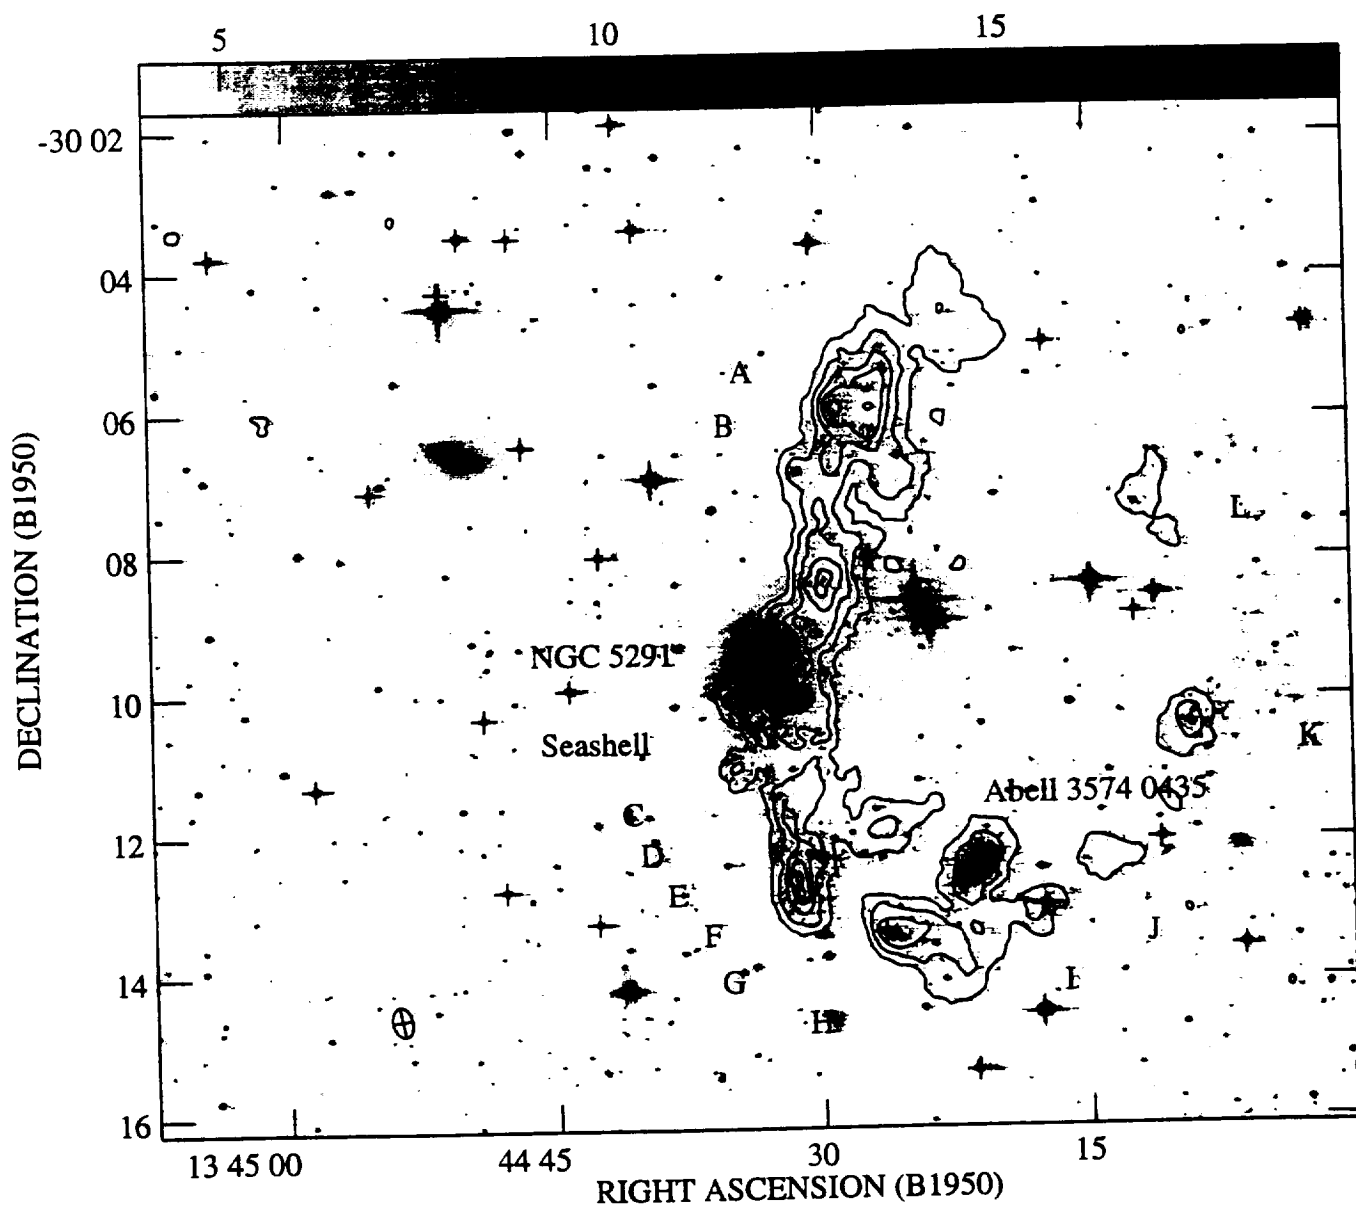 5 10 15
-30 02
04
A
06
B
L
DECLINATION (B1950)
08
NGC 5291
10
K
Seashell
Abell 3574 0435
C
12
D
E
F
J
G
14
H
16
13 45 00 44 45 30 15
RIGHT ASCENSION (B1950)